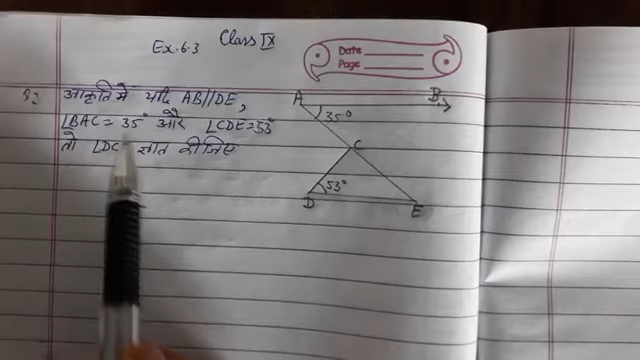 Ex.6.3 Class IX
Date
Page
आकृति में यदि AB//DE,
∠BAC = 35° और ∠CDE = 53°
तो ∠DC ज्ञात कीजिए
A B
35°
C
53°
D E